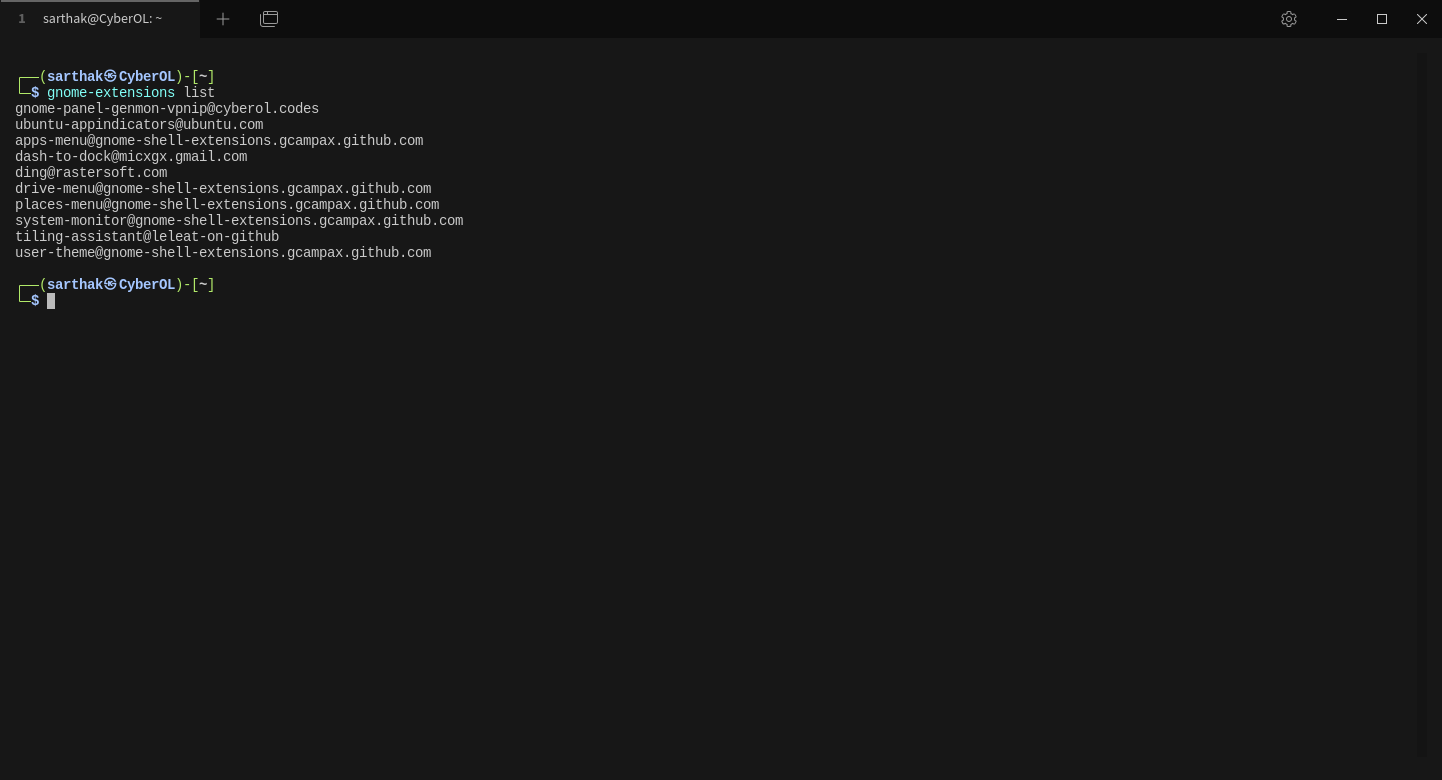 1 sarthak@CyberOL: ~
┌──(sarthak㉿CyberOL)-[~]
└─$ gnome-extensions list
gnome-panel-genmon-vpnip@cyberol.codes
ubuntu-appindicators@ubuntu.com
apps-menu@gnome-shell-extensions.gcampax.github.com
dash-to-dock@micxgx.gmail.com
ding@rastersoft.com
drive-menu@gnome-shell-extensions.gcampax.github.com
places-menu@gnome-shell-extensions.gcampax.github.com
system-monitor@gnome-shell-extensions.gcampax.github.com
tiling-assistant@leleat-on-github
user-theme@gnome-shell-extensions.gcampax.github.com
┌──(sarthak㉿CyberOL)-[~]
└─$